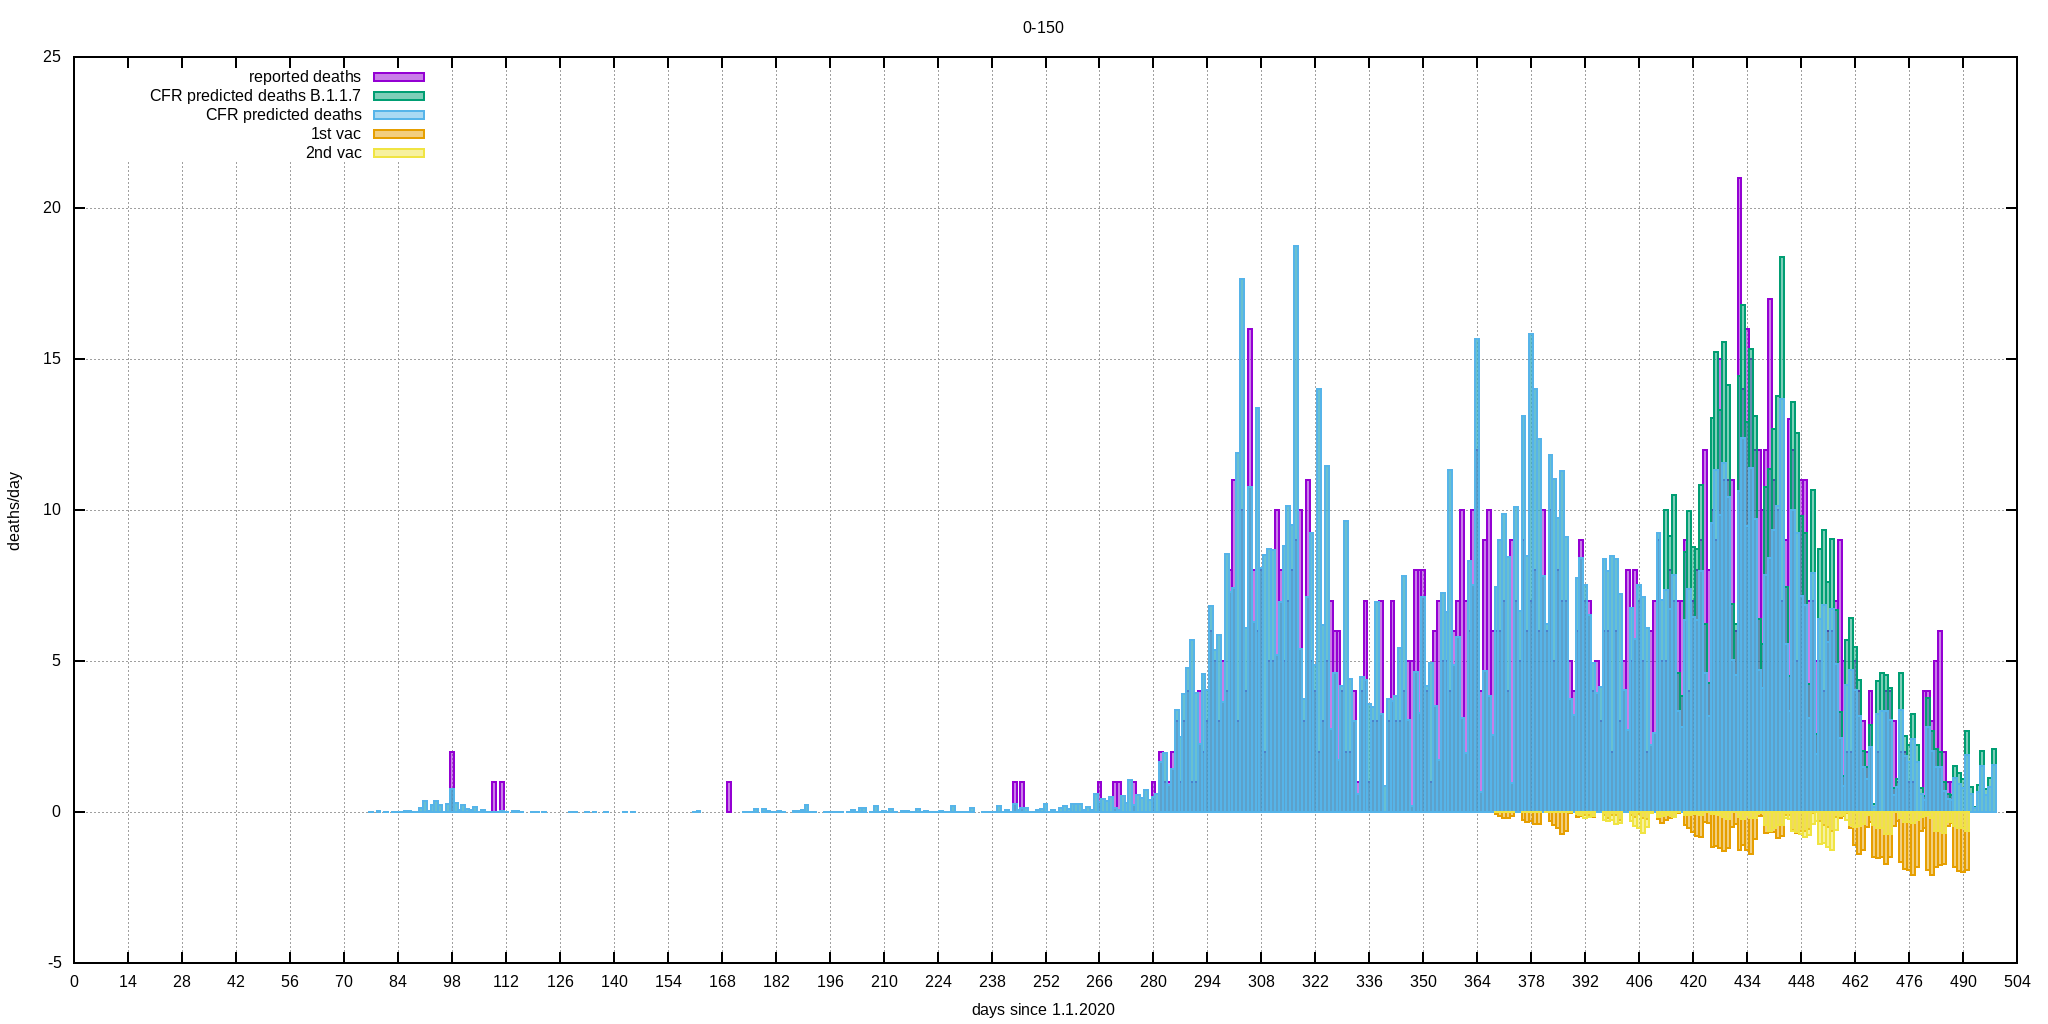 0-150
25
reported deaths
CFR predicted deaths B.1.1.7
CFR predicted deaths
1st vac
2nd vac
20
15
10
5
0
-5
deaths/day
0 14 28 42 56 70 84 98 112 126 140 154 168 182 196 210 224 238 252 266 280 294 308 322 336 350 364 378 392 406 420 434 448 462 476 490 504
days since 1.1.2020